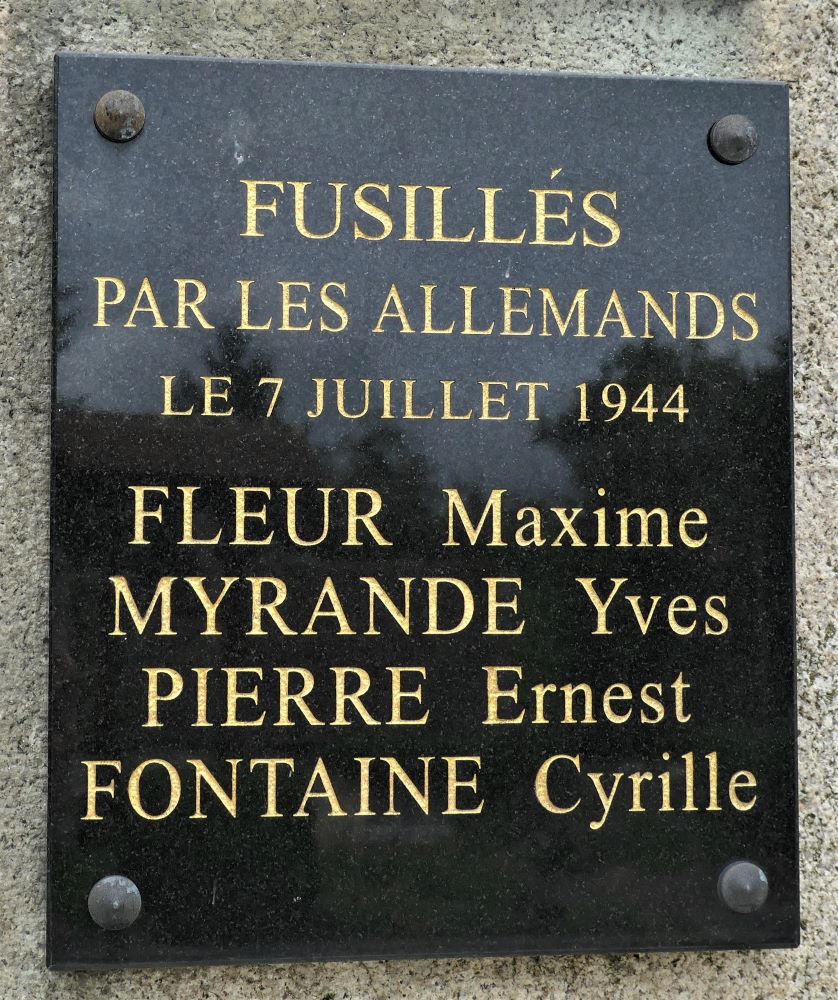 FUSILLÉS
PAR LES ALLEMANDS
LE 7 JUILLET 1944
FLEUR Maxime
MYRANDE Yves
PIERRE Ernest
FONTAINE Cyrille